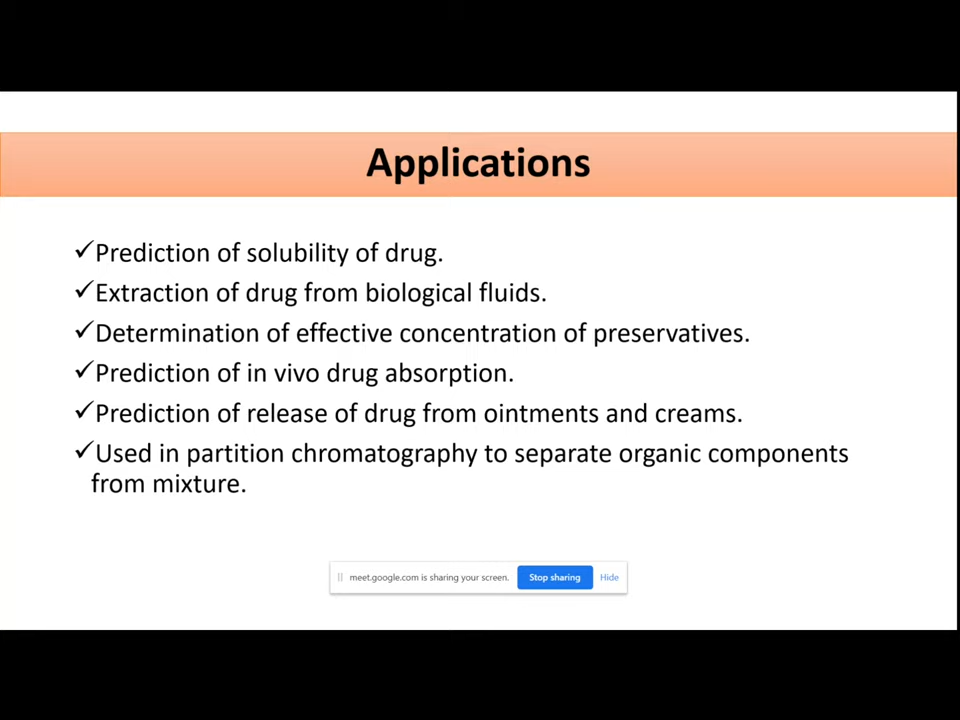 Applications
✓Prediction of solubility of drug.
✓Extraction of drug from biological fluids.
✓Determination of effective concentration of preservatives.
✓Prediction of in vivo drug absorption.
✓Prediction of release of drug from ointments and creams.
✓Used in partition chromatography to separate organic components
from mixture.
meet.google.com is sharing your screen. Stop sharing Hide